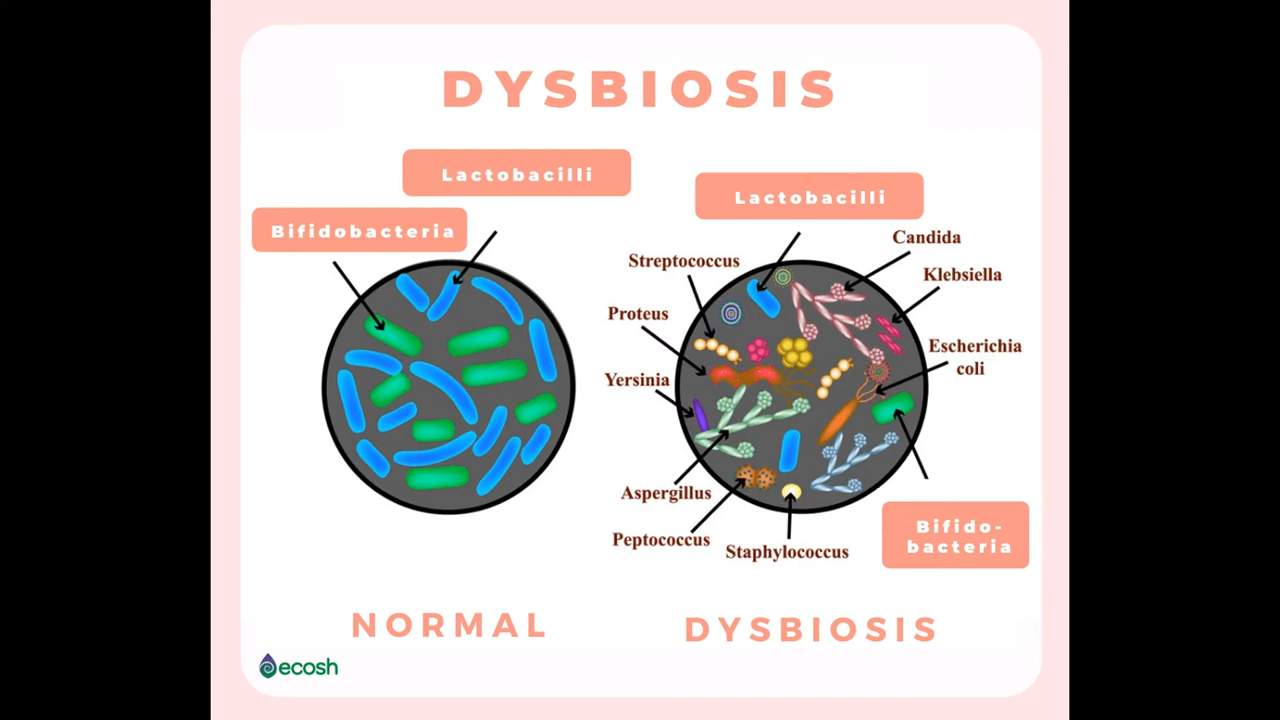 DYSBIOSIS
Lactobacilli
Bifidobacteria
Lactobacilli
Candida
Streptococcus
Klebsiella
Proteus
Escherichia
coli
Yersinia
Aspergillus
Peptococcus
Staphylococcus
Bifido-
bacteria
NORMAL
DYSBIOSIS
ecosh